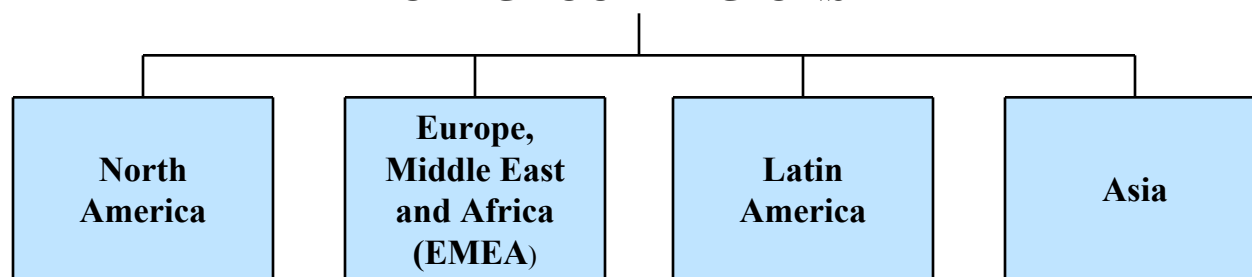 North
America
Europe,
Middle East
and Africa
(EMEA)
Latin
America
Asia